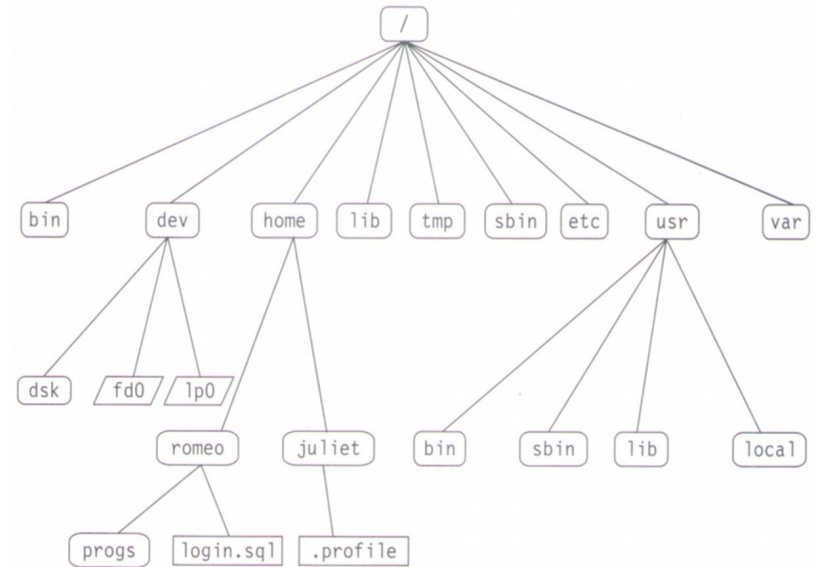 /
bin dev home lib tmp sbin etc usr var
dsk fd0 lp0
romeo juliet bin sbin lib local
progs login.sql .profile